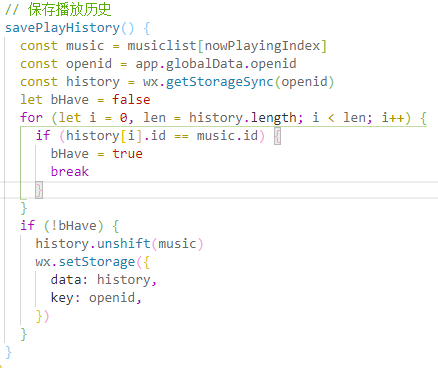 // 保存播放历史
savePlayHistory() {
const music = musiclist[nowPlayingIndex]
const openid = app.globalData.openid
const history = wx.getStorageSync(openid)
let bHave = false
for (let i = 0, len = history.length; i < len; i++) {
if (history[i].id == music.id) {
bHave = true
break
}
}
if (!bHave) {
history.unshift(music)
wx.setStorage({
data: history,
key: openid,
})
}
}